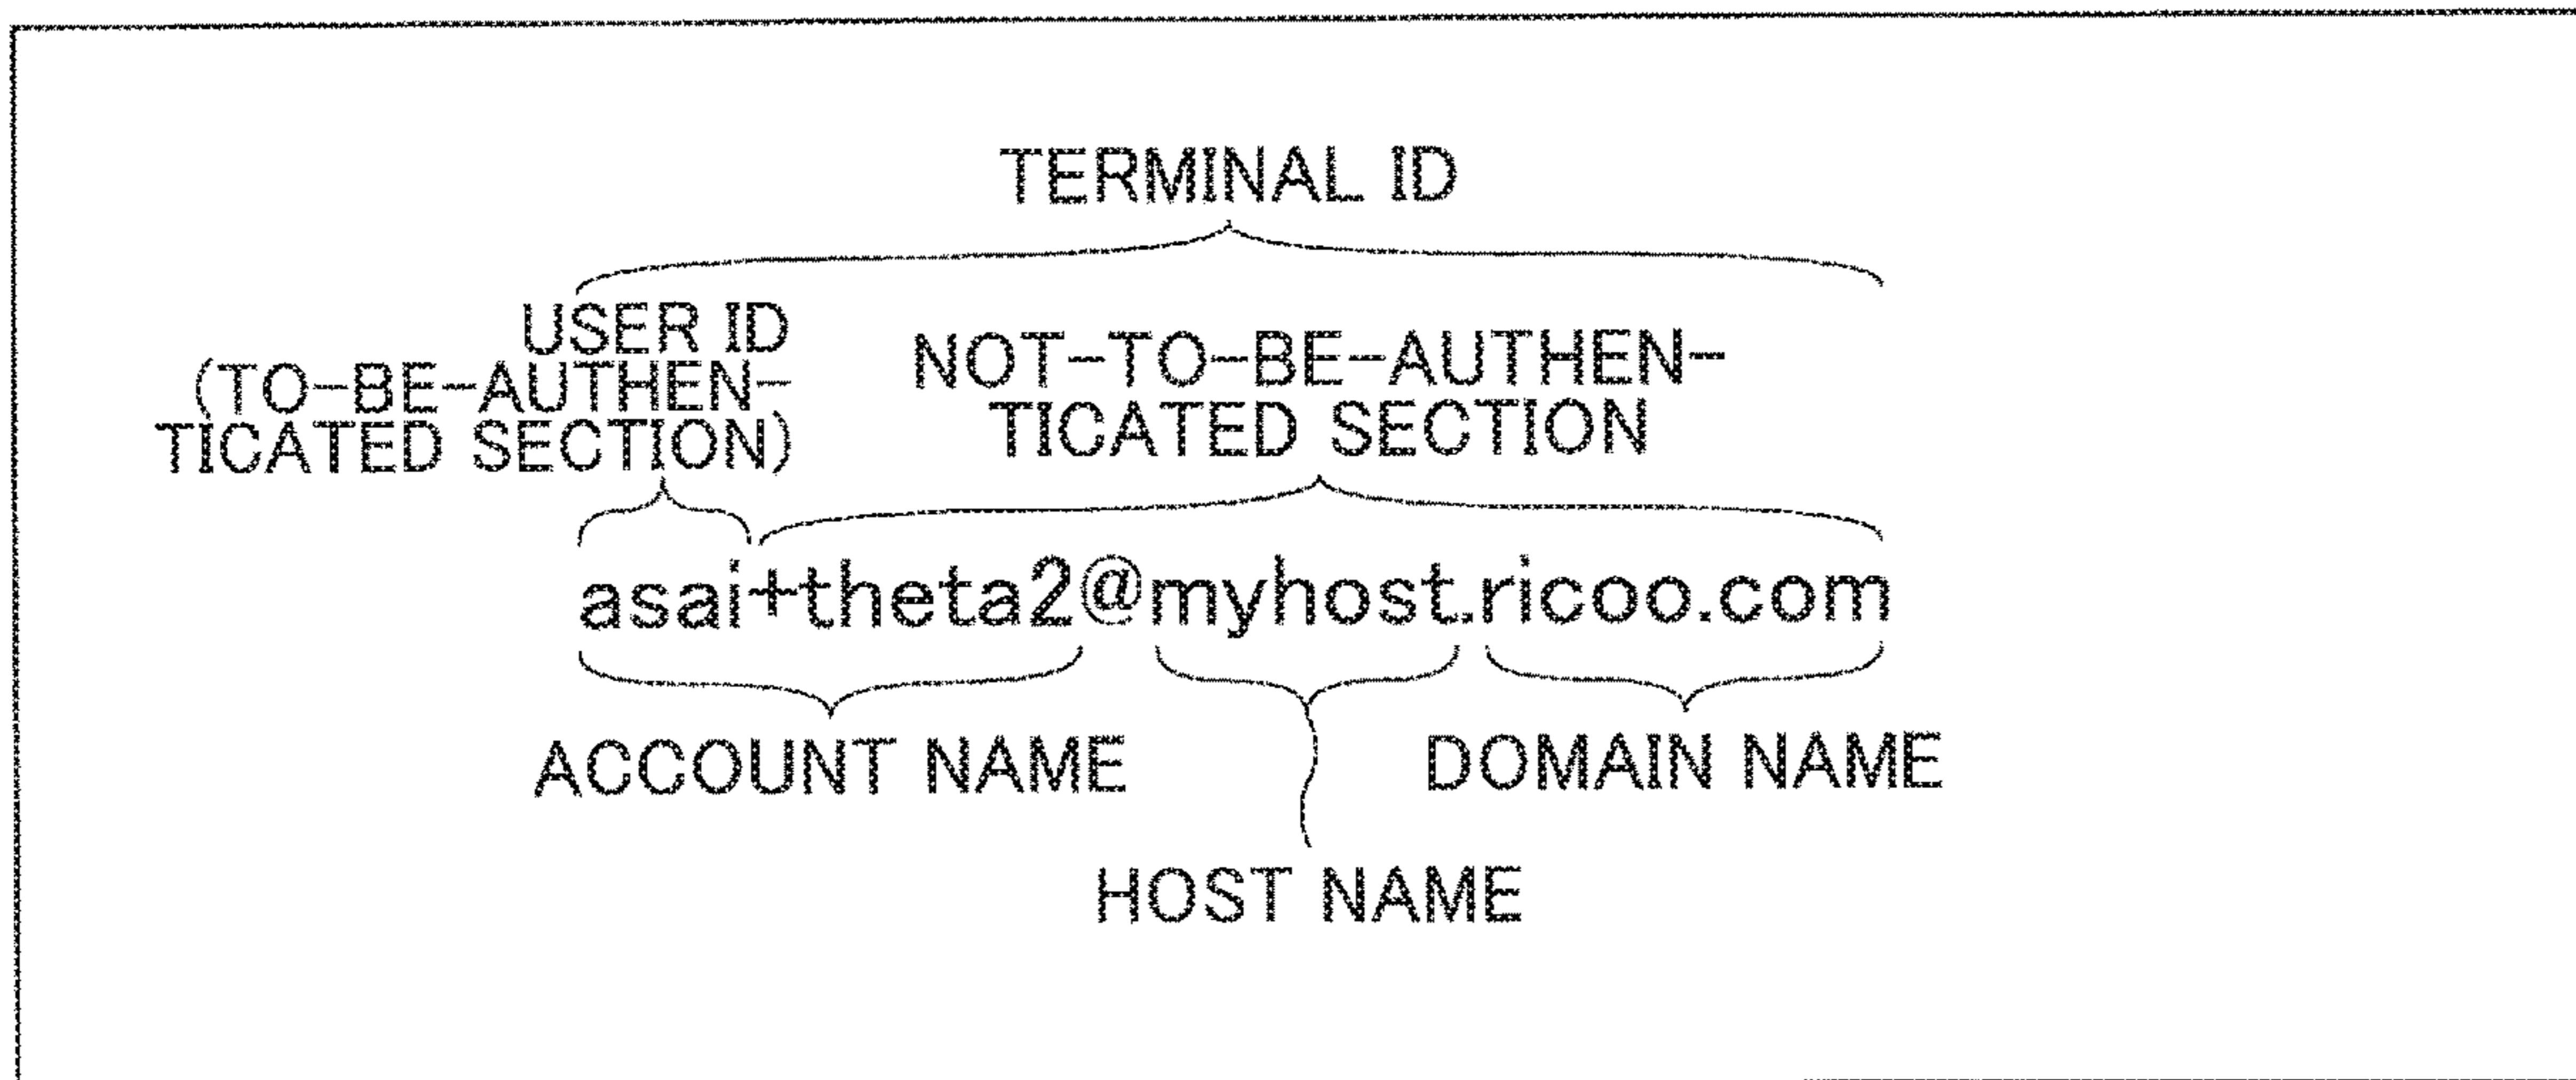 TERMINAL ID
USER ID
(TO-BE-AUTHEN-
TICATED SECTION)
NOT-TO-BE-AUTHEN-
TICATED SECTION
asai+theta2@myhost.ricoo.com
ACCOUNT NAME
DOMAIN NAME
HOST NAME